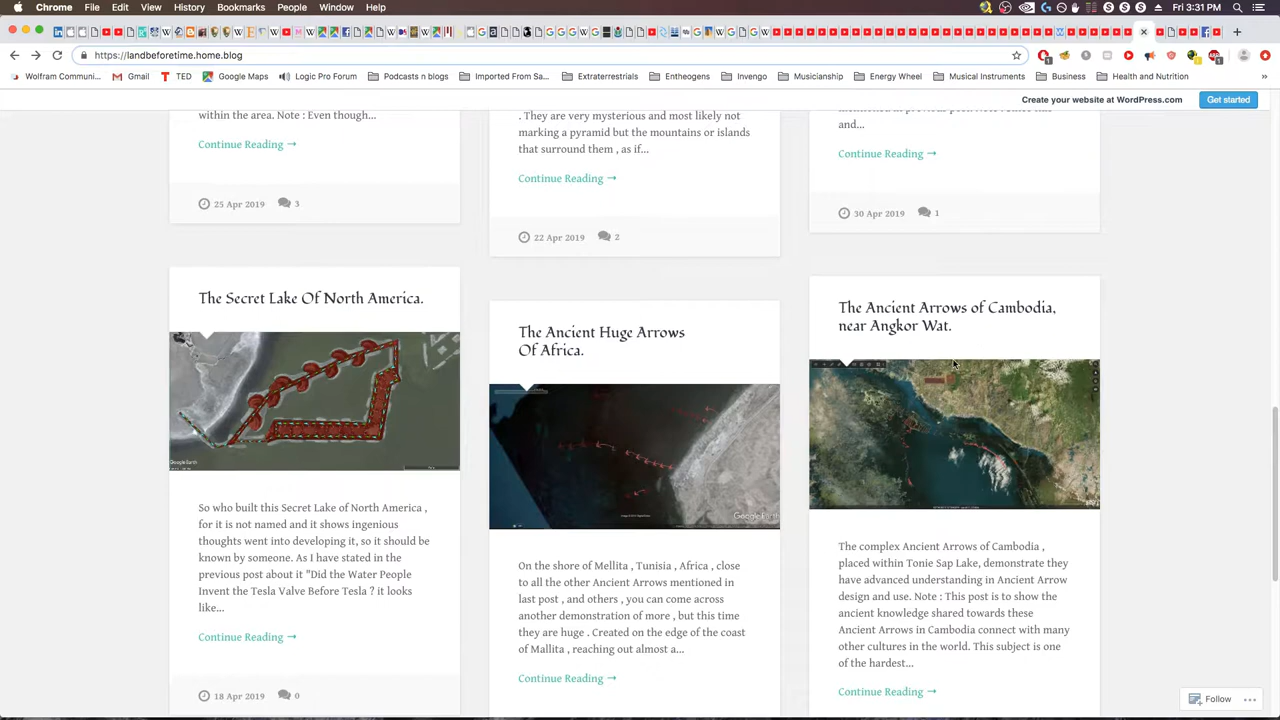 Chrome File Edit View History Bookmarks People Window Help
Fri 3:31 PM
https://landbeforetime.home.blog
Wolfram Communi... Gmail TED Google Maps Logic Pro Forum Podcasts n blogs Imported From Sa... Extraterrestrials Entheogens Invengo Musicianship Energy Wheel Musical Instruments Business Health and Nutrition »
Create your website at WordPress.com Get started
within the area. Note : Even though...
Continue Reading →
25 Apr 2019 3
. They are very mysterious and most likely not
marking a pyramid but the mountains or islands
that surround them , as if...
Continue Reading →
22 Apr 2019 2
and...
Continue Reading →
30 Apr 2019 1
The Secret Lake Of North America.
Google Earth
So who built this Secret Lake of North America ,
for it is not named and it shows ingenious
thoughts went into developing it, so it should be
known by someone. As I have stated in the
previous post about it "Did the Water People
Invent the Tesla Valve Before Tesla ? it looks
like...
Continue Reading →
18 Apr 2019 0
The Ancient Huge Arrows
Of Africa.
Google Earth
On the shore of Mellita , Tunisia , Africa , close
to all the other Ancient Arrows mentioned in
last post , and others , you can come across
another demonstration of more , but this time
they are huge . Created on the edge of the coast
of Mallita , reaching out almost a...
Continue Reading →
The Ancient Arrows of Cambodia,
near Angkor Wat.
The complex Ancient Arrows of Cambodia ,
placed within Tonie Sap Lake, demonstrate they
have advanced understanding in Ancient Arrow
design and use. Note : This post is to show the
ancient knowledge shared towards these
Ancient Arrows in Cambodia connect with many
other cultures in the world. This subject is one
of the hardest...
Continue Reading →
Follow ...